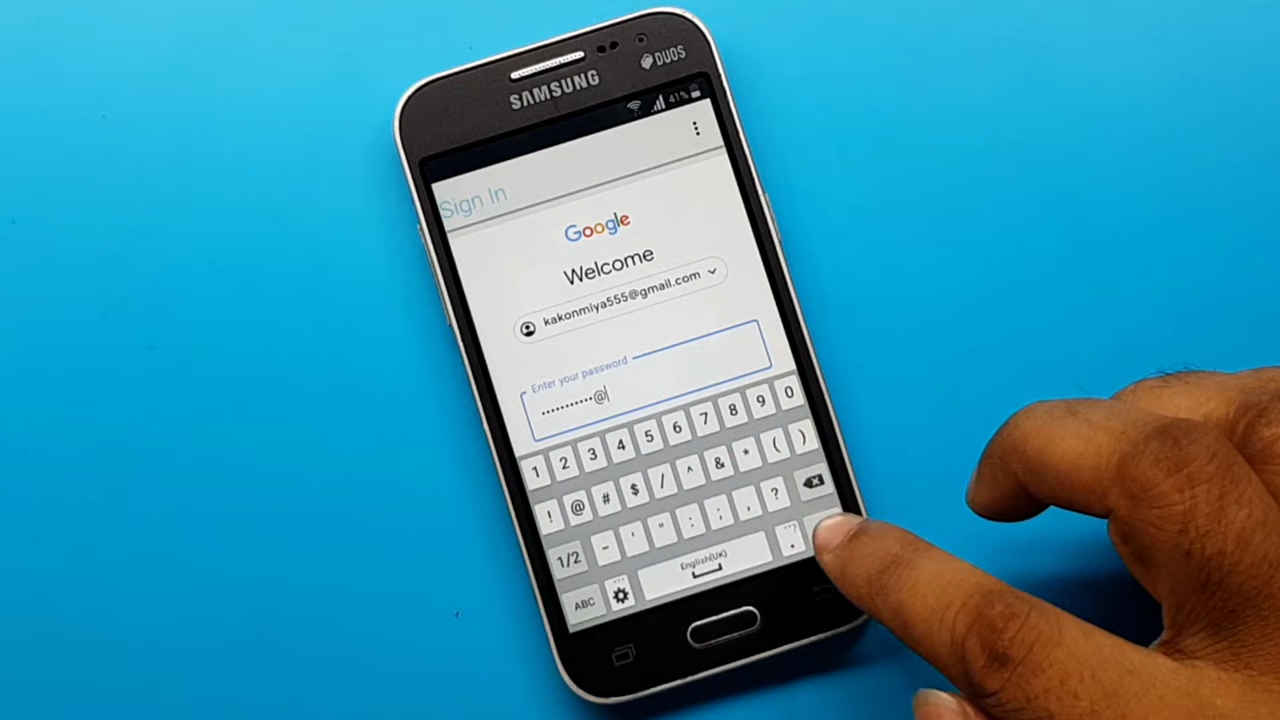 DUOS
SAMSUNG
41%
Sign In
Google
Welcome
kakonmiya555@gmail.com
Enter your password
•••••••••••@
1 2 3 4 5 6 7 8 9 0
! @ # $ / ^ & * ( )
1/2 - ' " : ; , ?
ABC English(UK) .